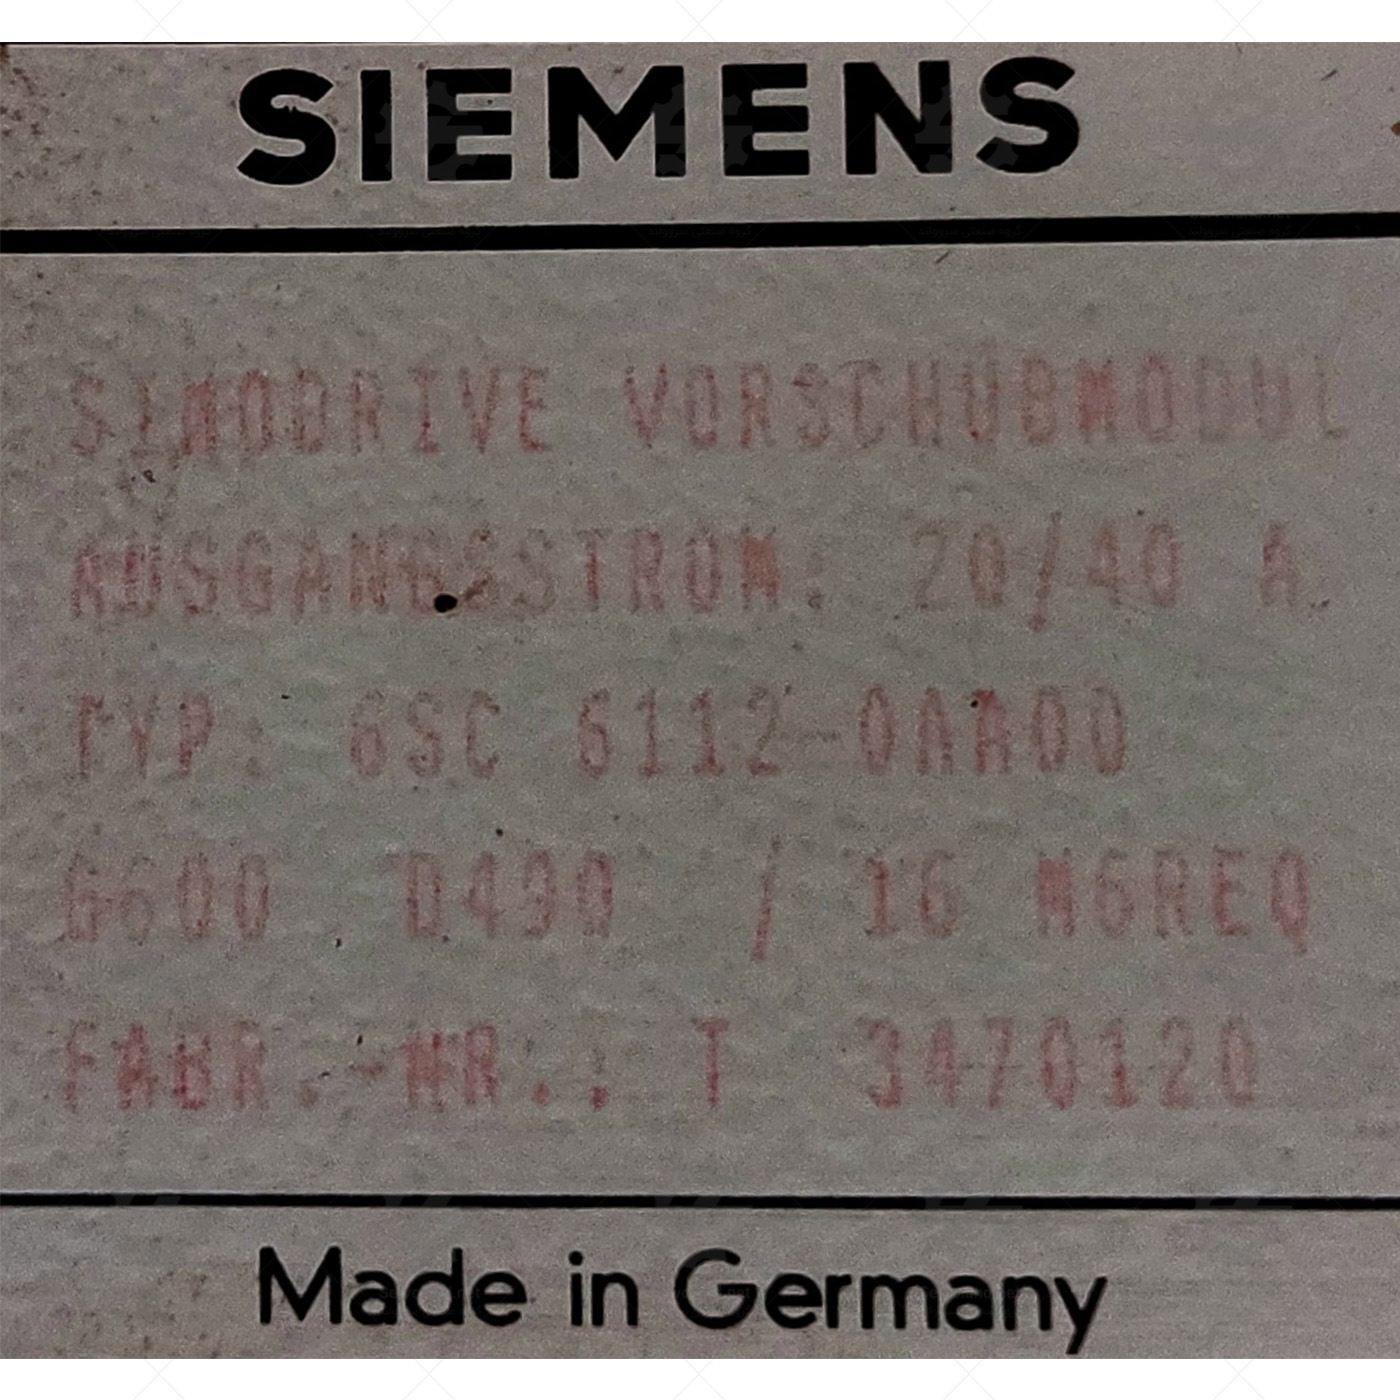 SIEMENS
SIMODRIVE VORSCHUBMODUL
AUSGANGSSTROM: 20/40 A
TYP: 6SC 6112-0AA00
G600 D490 / 16 M6REQ
FABR.-NR.: T 3470120
Made in Germany